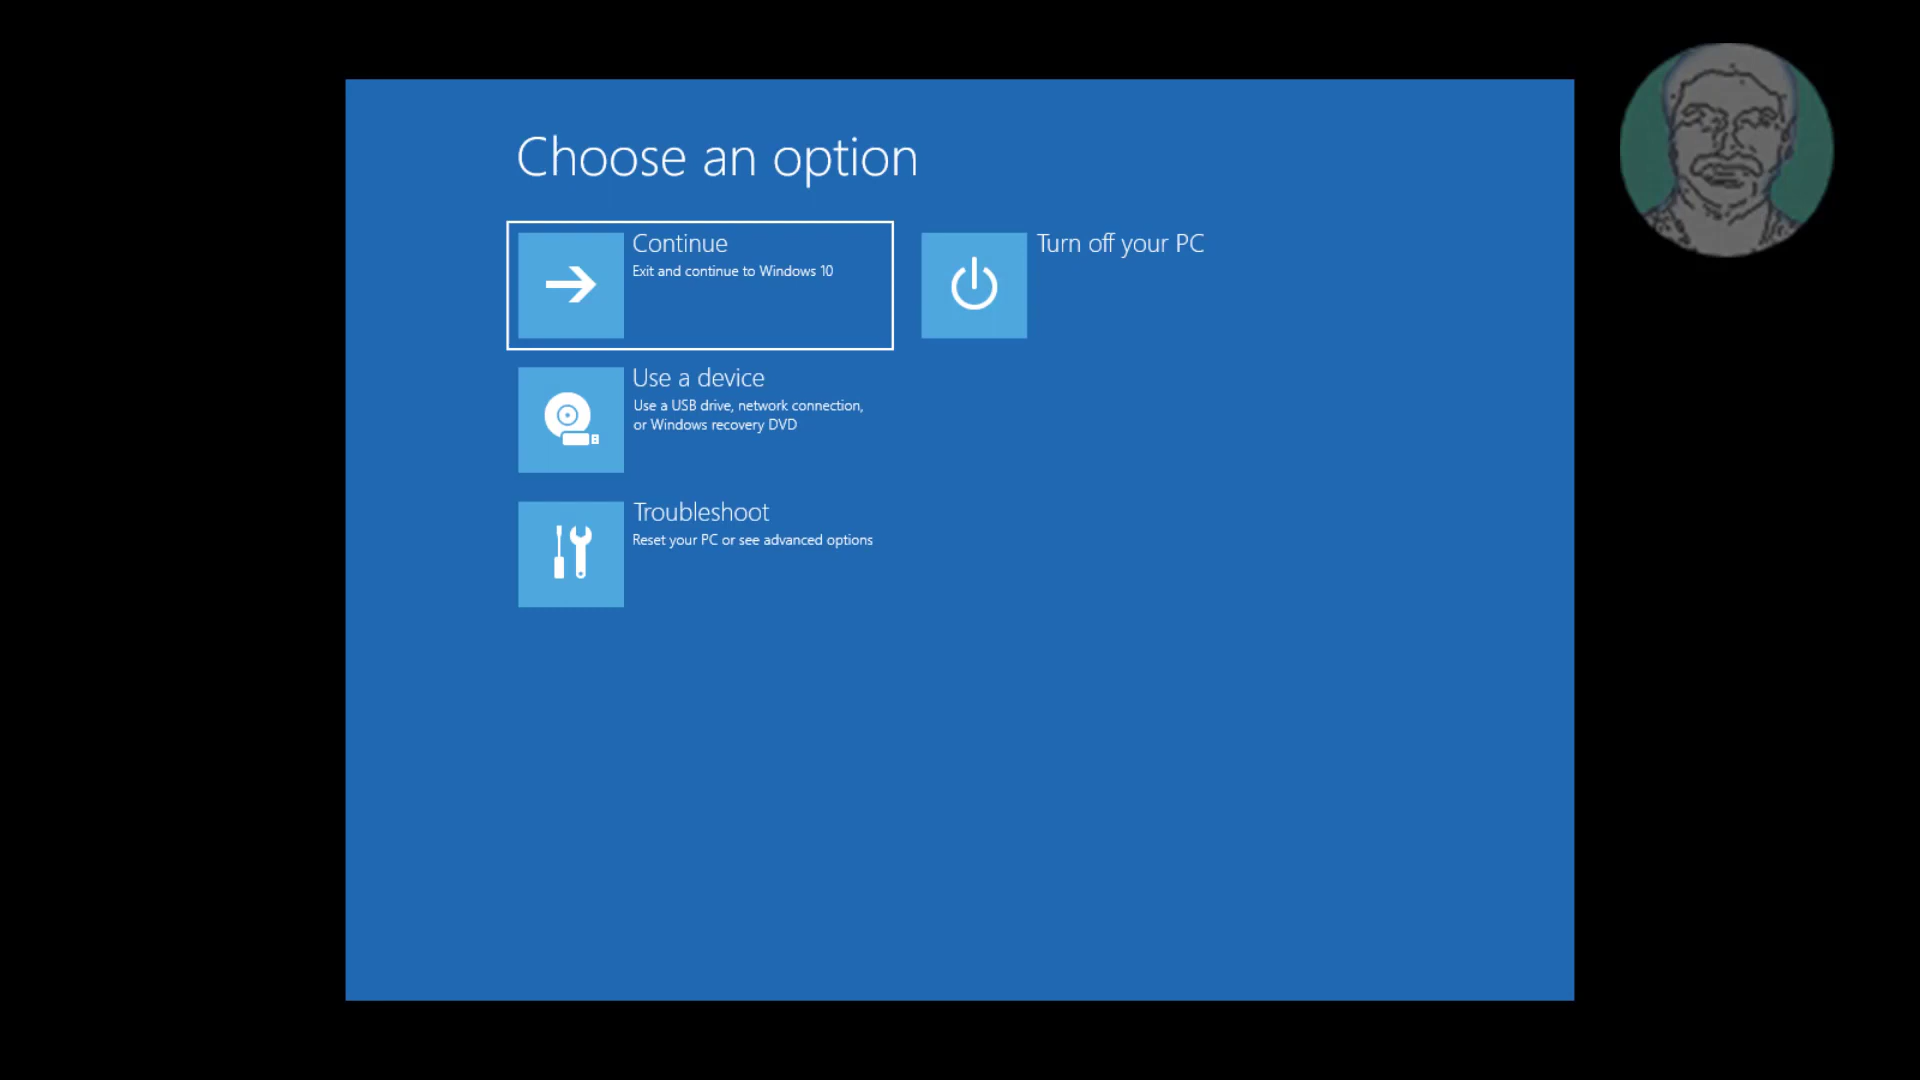 Choose an option
Continue
Exit and continue to Windows 10
Turn off your PC
Use a device
Use a USB drive, network connection,
or Windows recovery DVD
Troubleshoot
Reset your PC or see advanced options